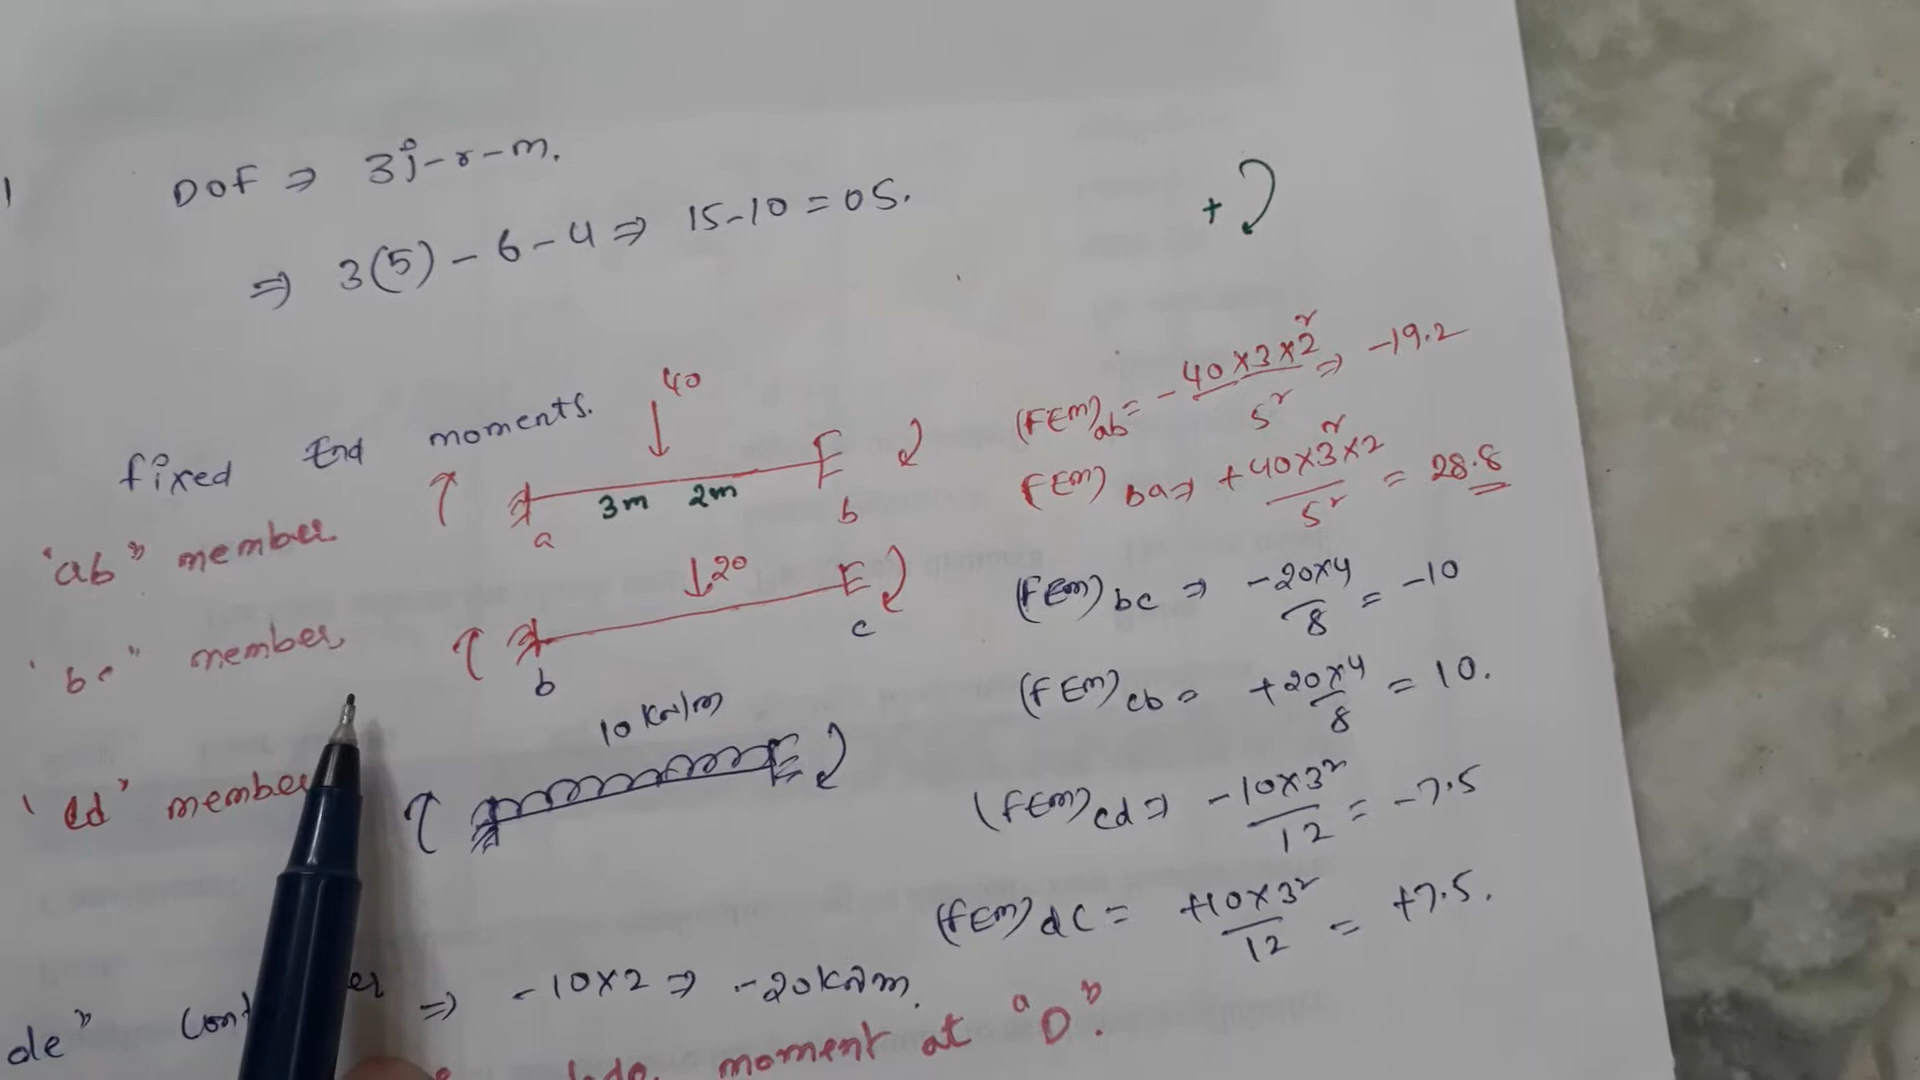 DOF ⇒ 3j-r-m.
⇒ 3(5) - 6 - 4 ⇒ 15-10 = 05.
+
fixed End moments.
40
(FEM)ab = - 40×3×2² / 5² ⇒ -19.2
"ab" member
3m 2m
a
b
FEM) ba ⇒ + 40×3²×2 / 5² = 28.8
"bc" member
20
b
c
(FEM) bc ⇒ -20×4 / 8 = -10
(FEM) cb = +20×4 / 8 = 10.
"cd" member
10 KN/m
(FEM) cd ⇒ -10×3² / 12 = -7.5
(FEM) dc = +10×3² / 12 = +7.5.
de" ⇒ -10×2 ⇒ -20KNm.
moment at "D".